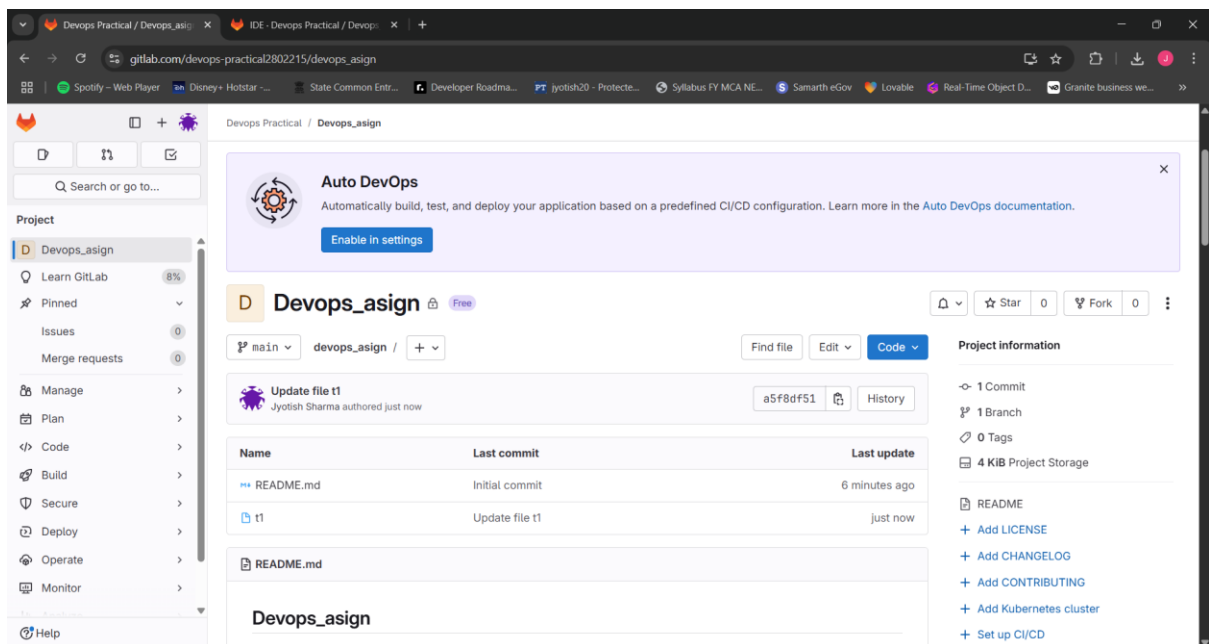 Devops Practical / Devops_asig
IDE - Devops Practical / Devops
gitlab.com/devops-practical2802215/devops_asign
J
Spotify – Web Player
Disney+ Hotstar -...
State Common Entr...
Developer Roadma...
PT jyotish20 - Protecte...
Syllabus FY MCA NE...
Samarth eGov
Lovable
Real-Time Object D...
Granite business we...
Search or go to...
Project
D Devops_asign
Learn GitLab 8%
Pinned
Issues 0
Merge requests 0
Manage
Plan
Code
Build
Secure
Deploy
Operate
Monitor
Help
Devops Practical / Devops_asign
Auto DevOps
Automatically build, test, and deploy your application based on a predefined CI/CD configuration. Learn more in the Auto DevOps documentation.
Enable in settings
D Devops_asign Free
Star 0 Fork 0
main devops_asign / +
Find file Edit Code
Update file t1
Jyotish Sharma authored just now
a5f8df51 History
Name Last commit Last update
README.md Initial commit 6 minutes ago
t1 Update file t1 just now
README.md
Devops_asign
Project information
1 Commit
1 Branch
0 Tags
4 KiB Project Storage
README
+ Add LICENSE
+ Add CHANGELOG
+ Add CONTRIBUTING
+ Add Kubernetes cluster
+ Set up CI/CD